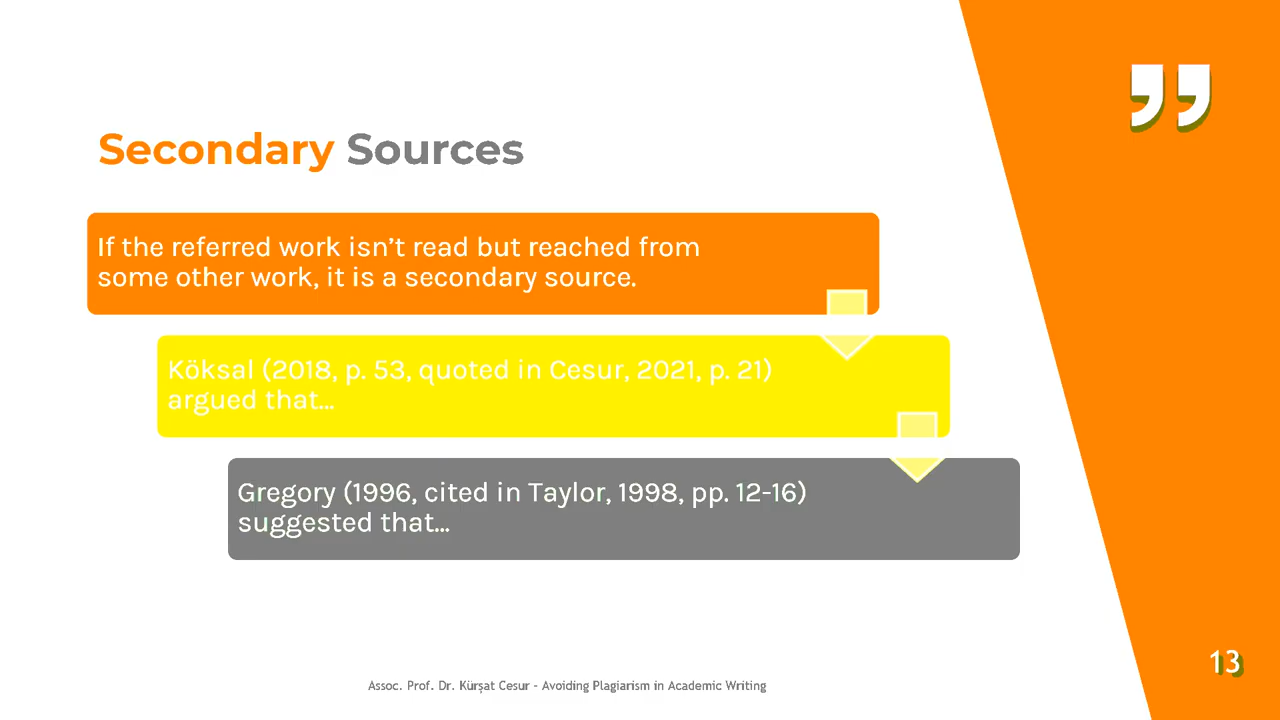 ”
Secondary Sources
If the referred work isn’t read but reached from
some other work, it is a secondary source.
Köksal (2018, p. 53, quoted in Cesur, 2021, p. 21)
argued that…
Gregory (1996, cited in Taylor, 1998, pp. 12-16)
suggested that…
13
Assoc. Prof. Dr. Kürşat Cesur - Avoiding Plagiarism in Academic Writing